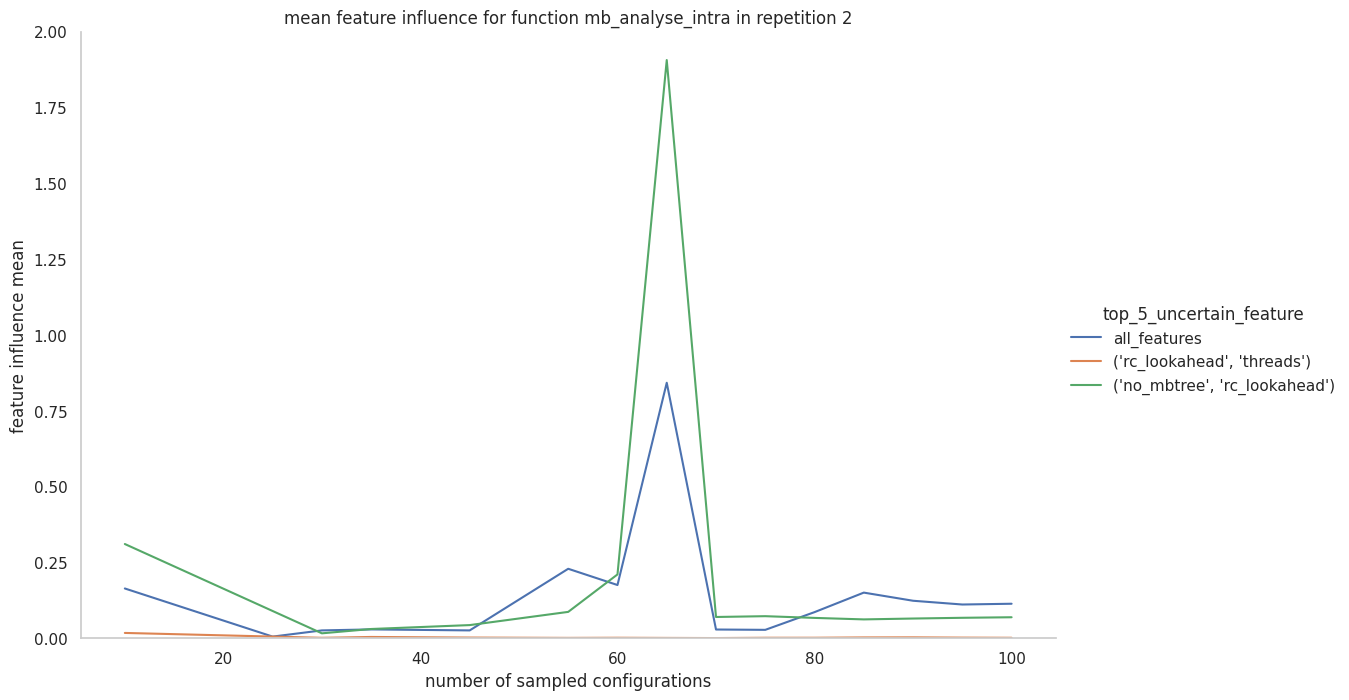 mean feature influence for function mb_analyse_intra in repetition 2
2.00
1.75
1.50
1.25
1.00
0.75
0.50
0.25
0.00
feature influence mean
20
40
60
80
100
number of sampled configurations
top_5_uncertain_feature
all_features
('rc_lookahead', 'threads')
('no_mbtree', 'rc_lookahead')